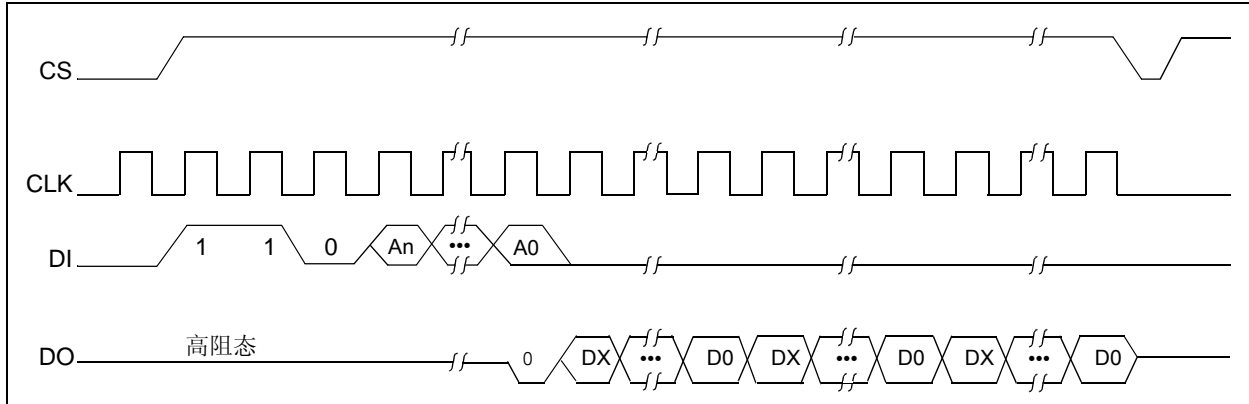 CS
CLK
DI 1 1 0 An ••• A0
高阻态
DO 0 DX ••• D0 DX ••• D0 DX ••• D0